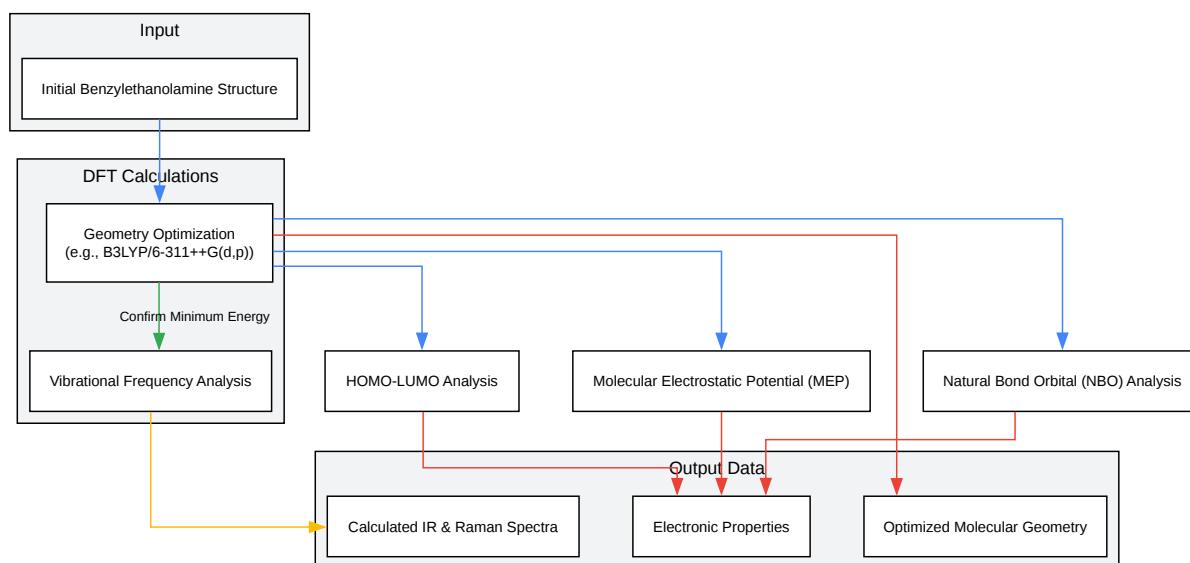 Input
Initial Benzylethanolamine Structure
DFT Calculations
Geometry Optimization
(e.g., B3LYP/6-311++G(d,p))
Confirm Minimum Energy
Vibrational Frequency Analysis
HOMO-LUMO Analysis
Molecular Electrostatic Potential (MEP)
Natural Bond Orbital (NBO) Analysis
Output Data
Calculated IR & Raman Spectra
Electronic Properties
Optimized Molecular Geometry